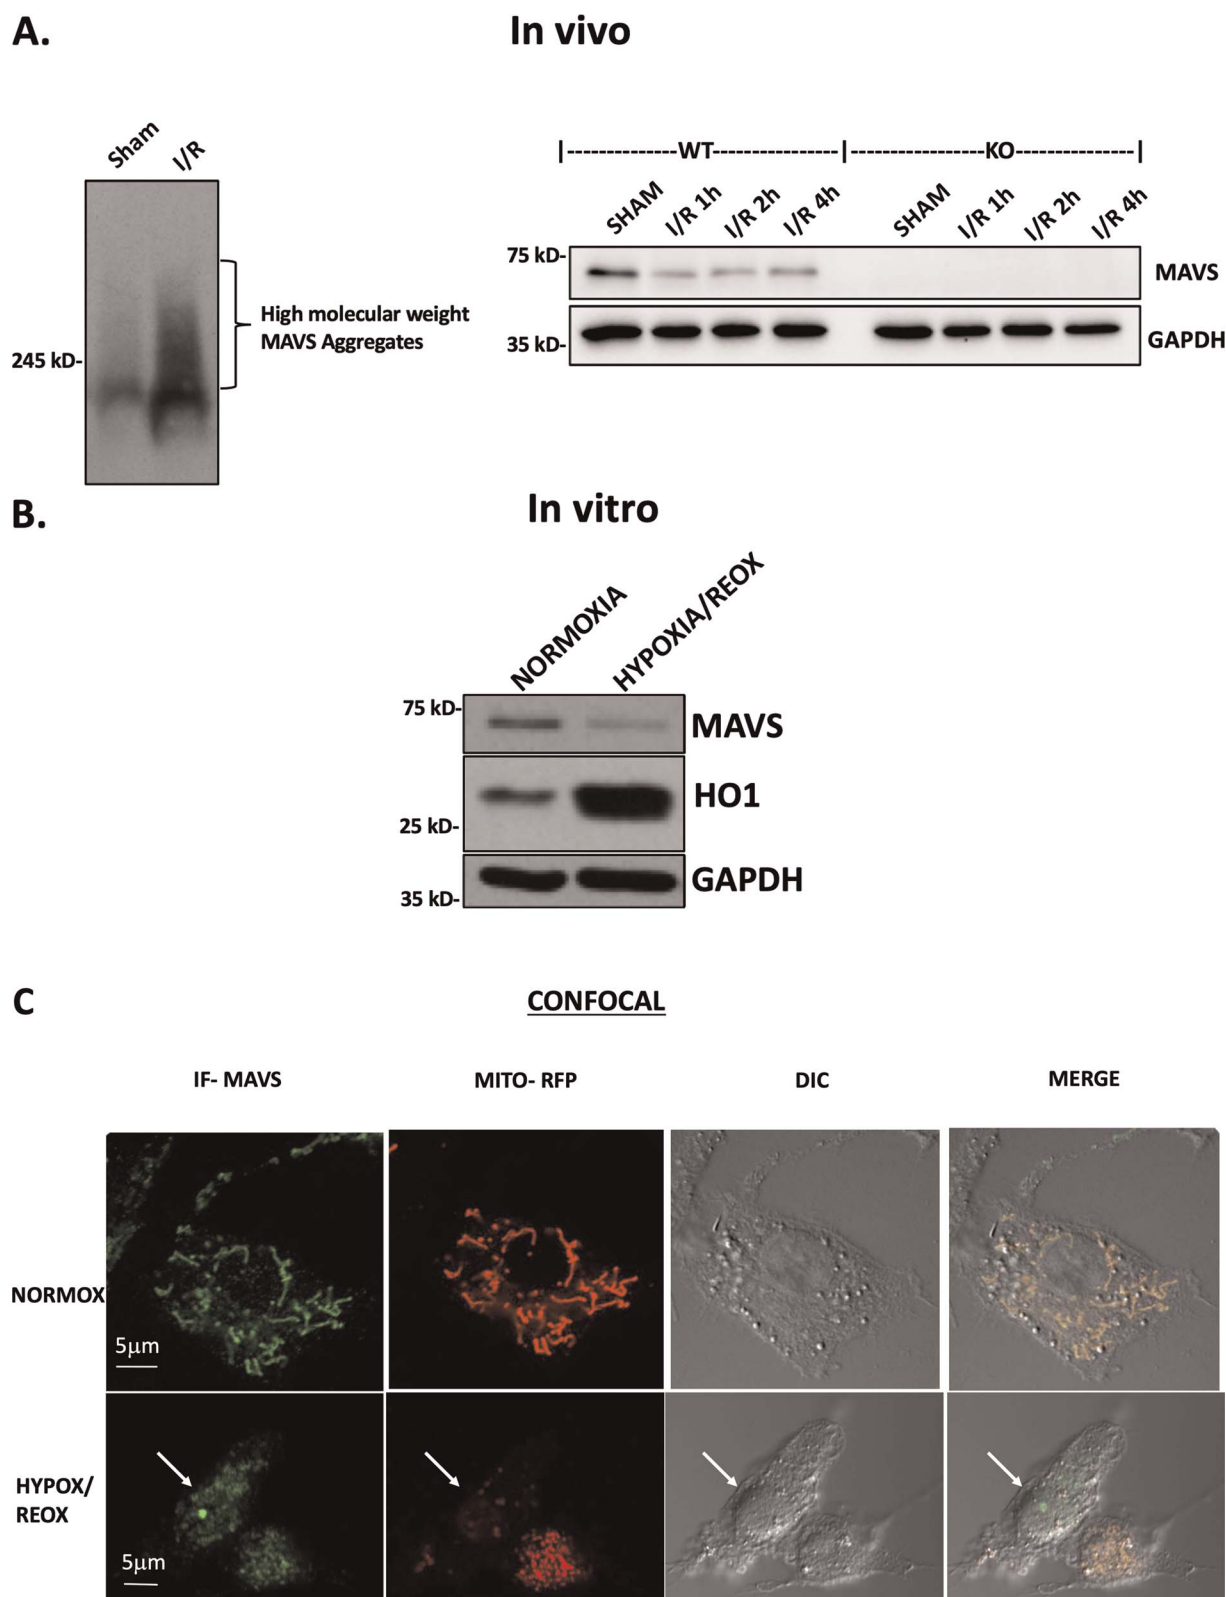 A.
In vivo
Sham
I/R
245 kD-
High molecular weight
MAVS Aggregates
|--------------WT----------------|----------------KO--------------|
SHAM
I/R 1h
I/R 2h
I/R 4h
SHAM
I/R 1h
I/R 2h
I/R 4h
75 kD-
MAVS
35 kD-
GAPDH
B.
In vitro
NORMOXIA
HYPOXIA/REOX
75 kD-
MAVS
HO1
25 kD-
GAPDH
35 kD-
C
CONFOCAL
IF- MAVS
MITO- RFP
DIC
MERGE
NORMOX
5µm
HYPOX/
REOX
5µm